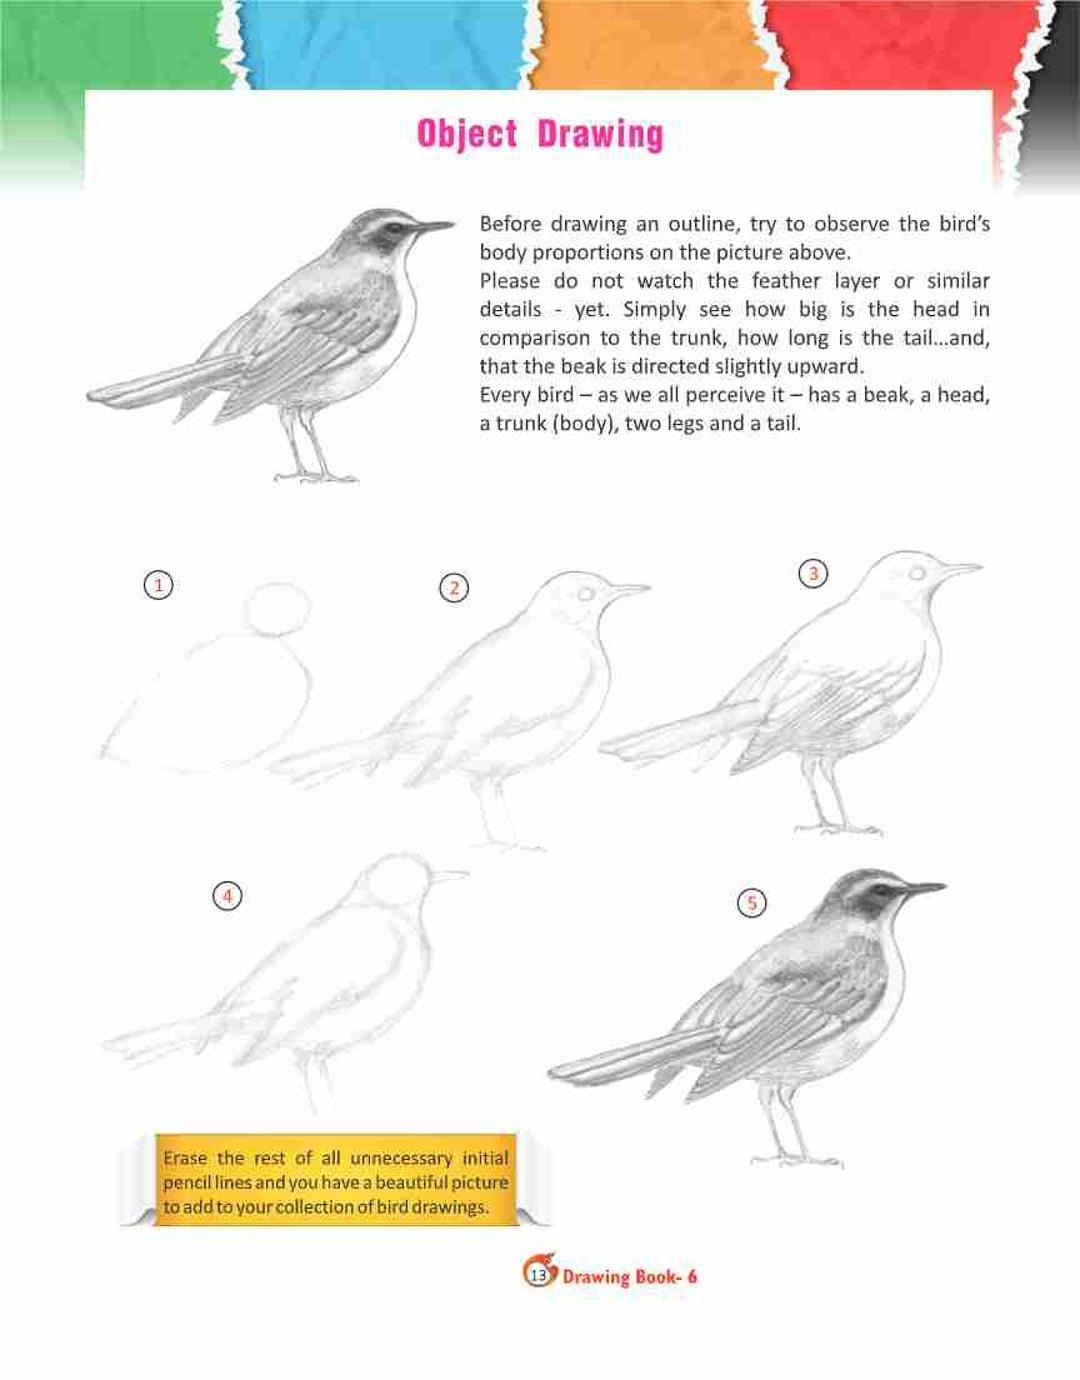 Object Drawing
Before drawing an outline, try to observe the bird's
body proportions on the picture above.
Please do not watch the feather layer or similar
details - yet. Simply see how big is the head in
comparison to the trunk, how long is the tail...and,
that the beak is directed slightly upward.
Every bird – as we all perceive it – has a beak, a head,
a trunk (body), two legs and a tail.
1
2
3
4
5
Erase the rest of all unnecessary initial
pencil lines and you have a beautiful picture
to add to your collection of bird drawings.
13 Drawing Book- 6